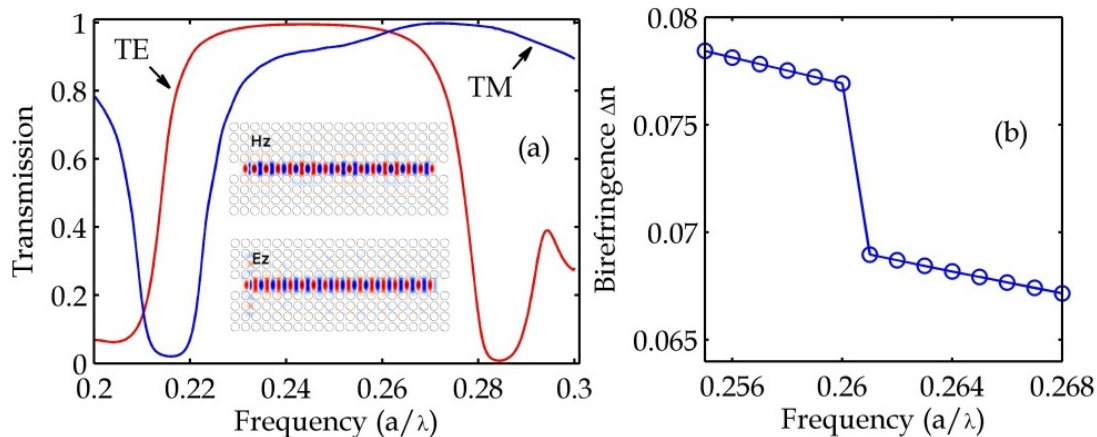 TE
TM
Hz
Ez
(a)
Transmission
1
0.8
0.6
0.4
0.2
0
0.2
0.22
0.24
0.26
0.28
0.3
Frequency (a/λ)
(b)
Birefringence Δn
0.08
0.075
0.07
0.065
0.256
0.26
0.264
0.268
Frequency (a/λ)